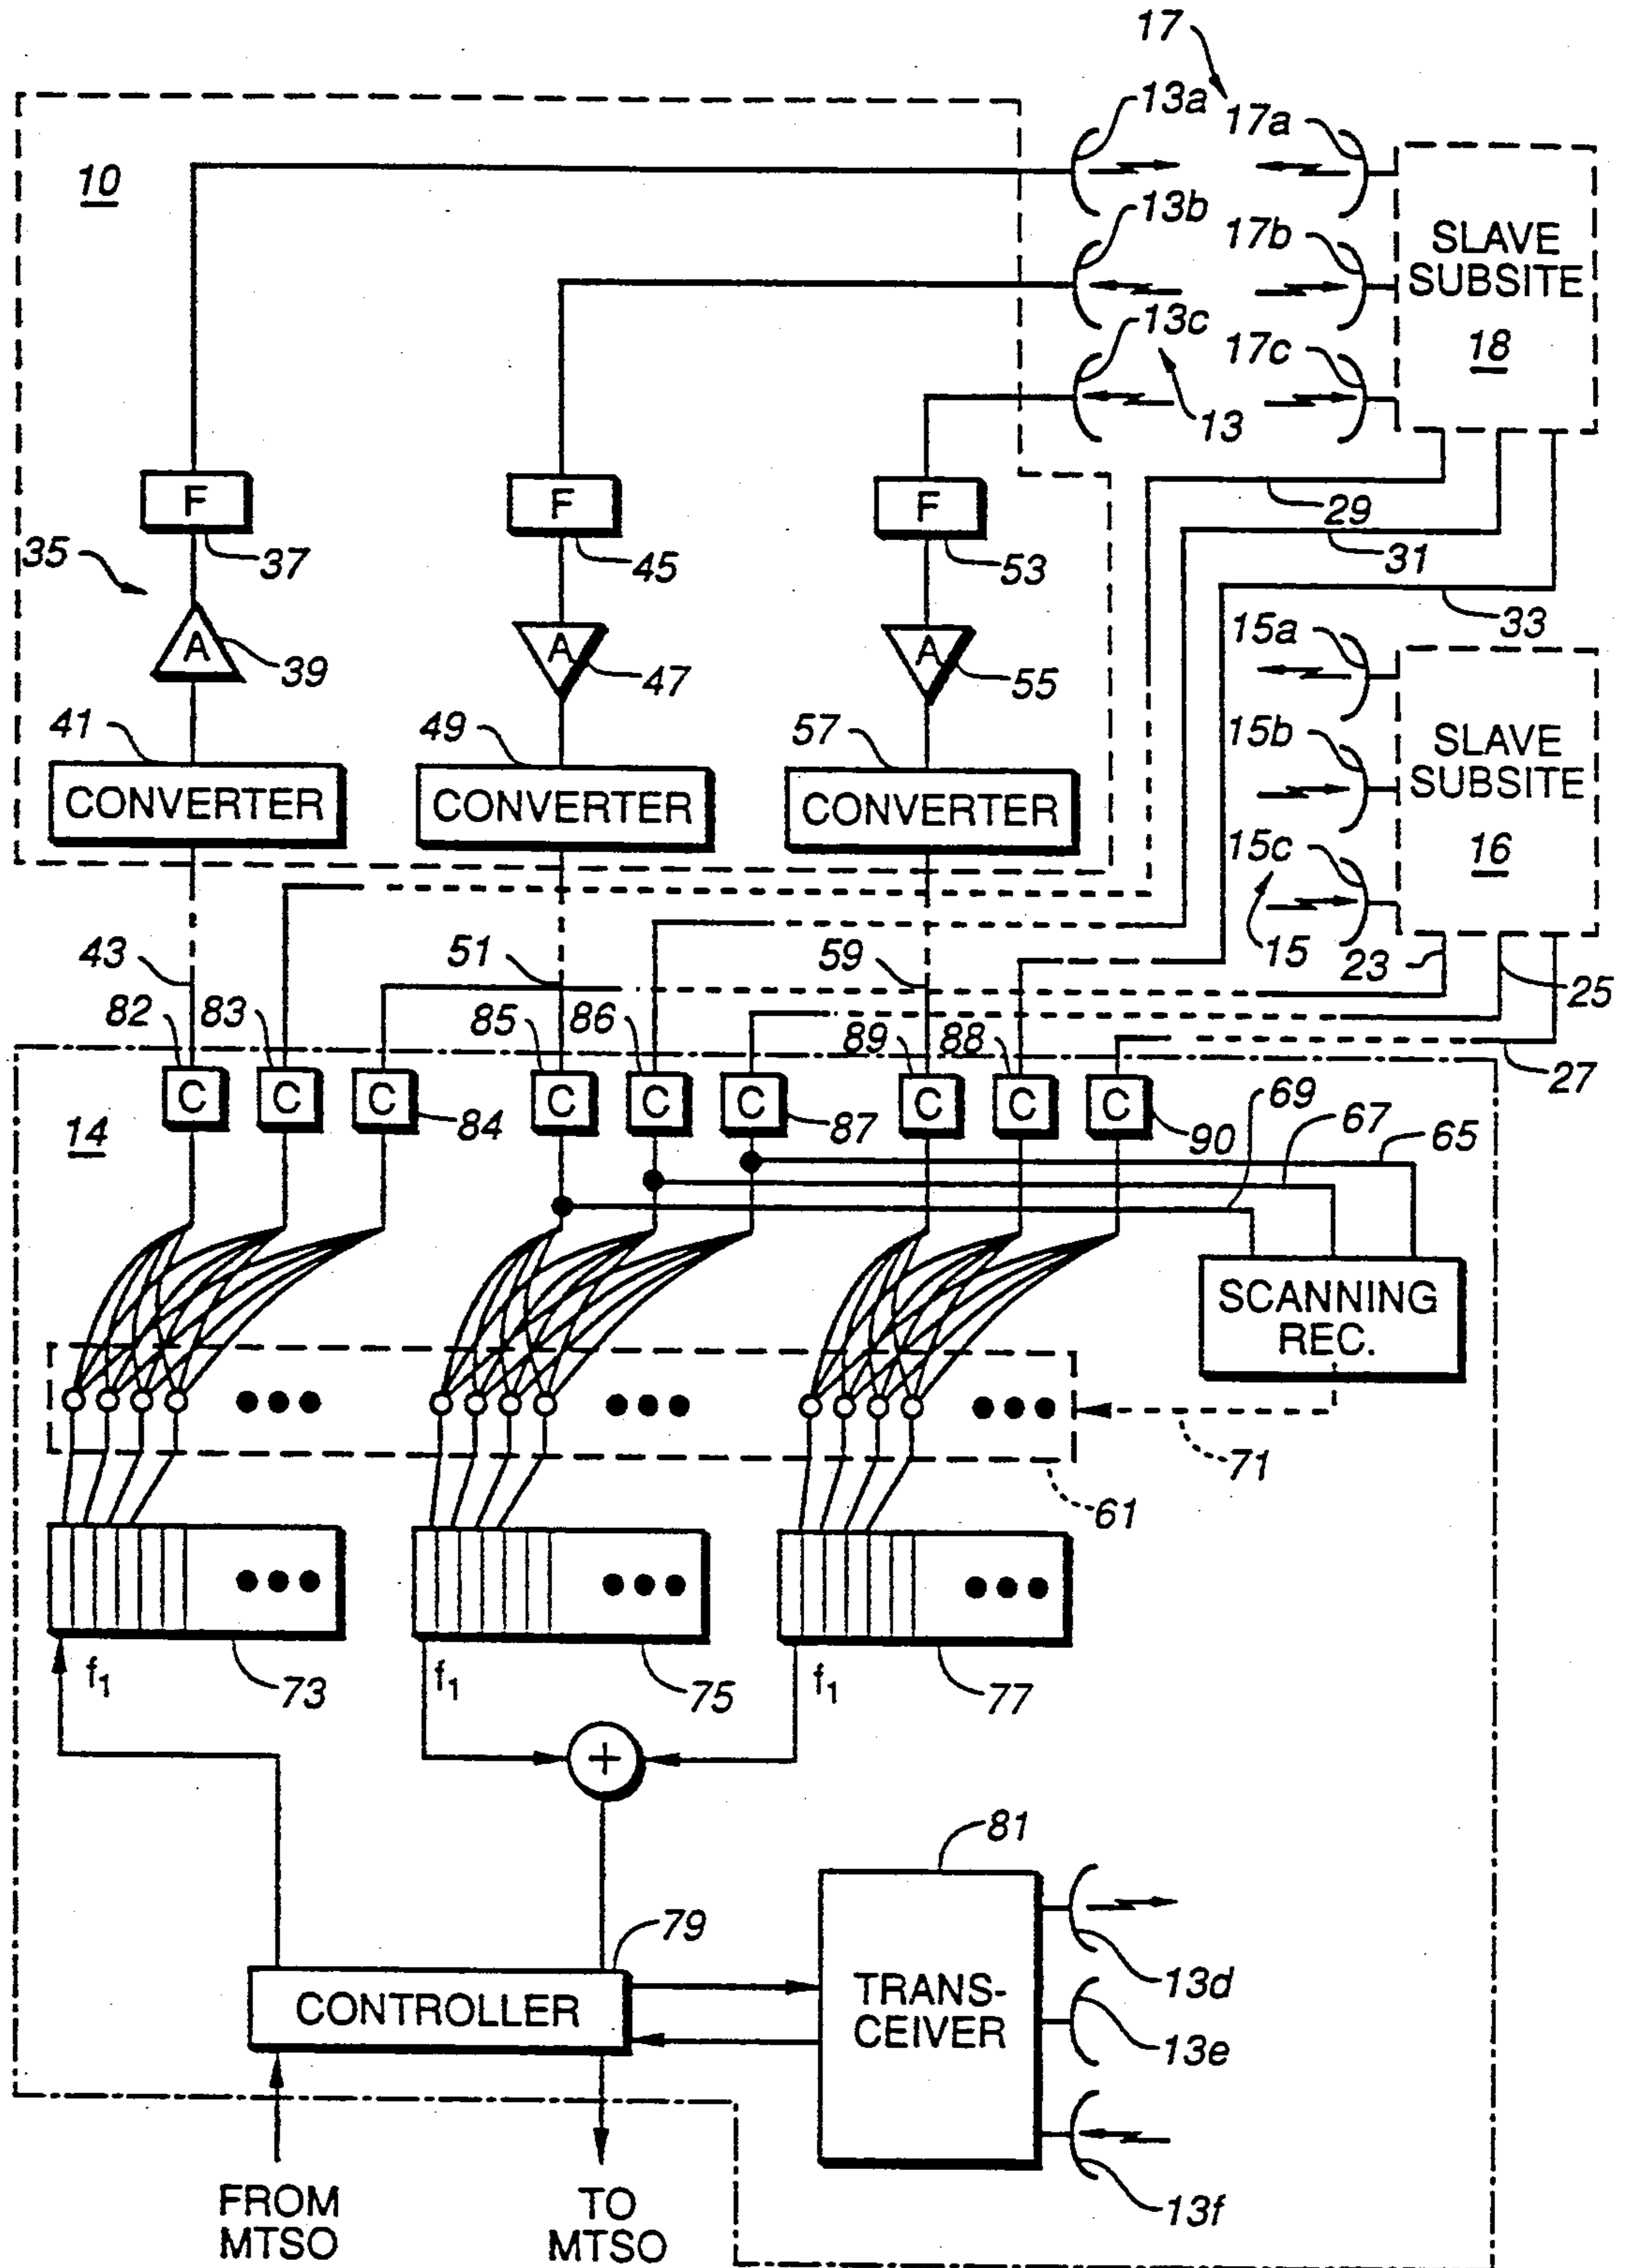 17
13a
17a
10
13b
17b
SLAVE
SUBSITE
18
13c
17c
13
F
F
F
29
37
45
53
31
35
33
A
39
A
47
A
55
15a
SLAVE
SUBSITE
16
15b
41
49
57
CONVERTER
CONVERTER
CONVERTER
15c
43
51
59
15
23
25
82
83
85
86
89
88
27
C
C
C
C
C
C
C
C
C
14
84
87
90
69
67
65
SCANNING
REC.
71
61
f1
73
f1
75
f1
77
+
81
79
CONTROLLER
TRANS-
CEIVER
13d
13e
13f
FROM
MTSO
TO
MTSO